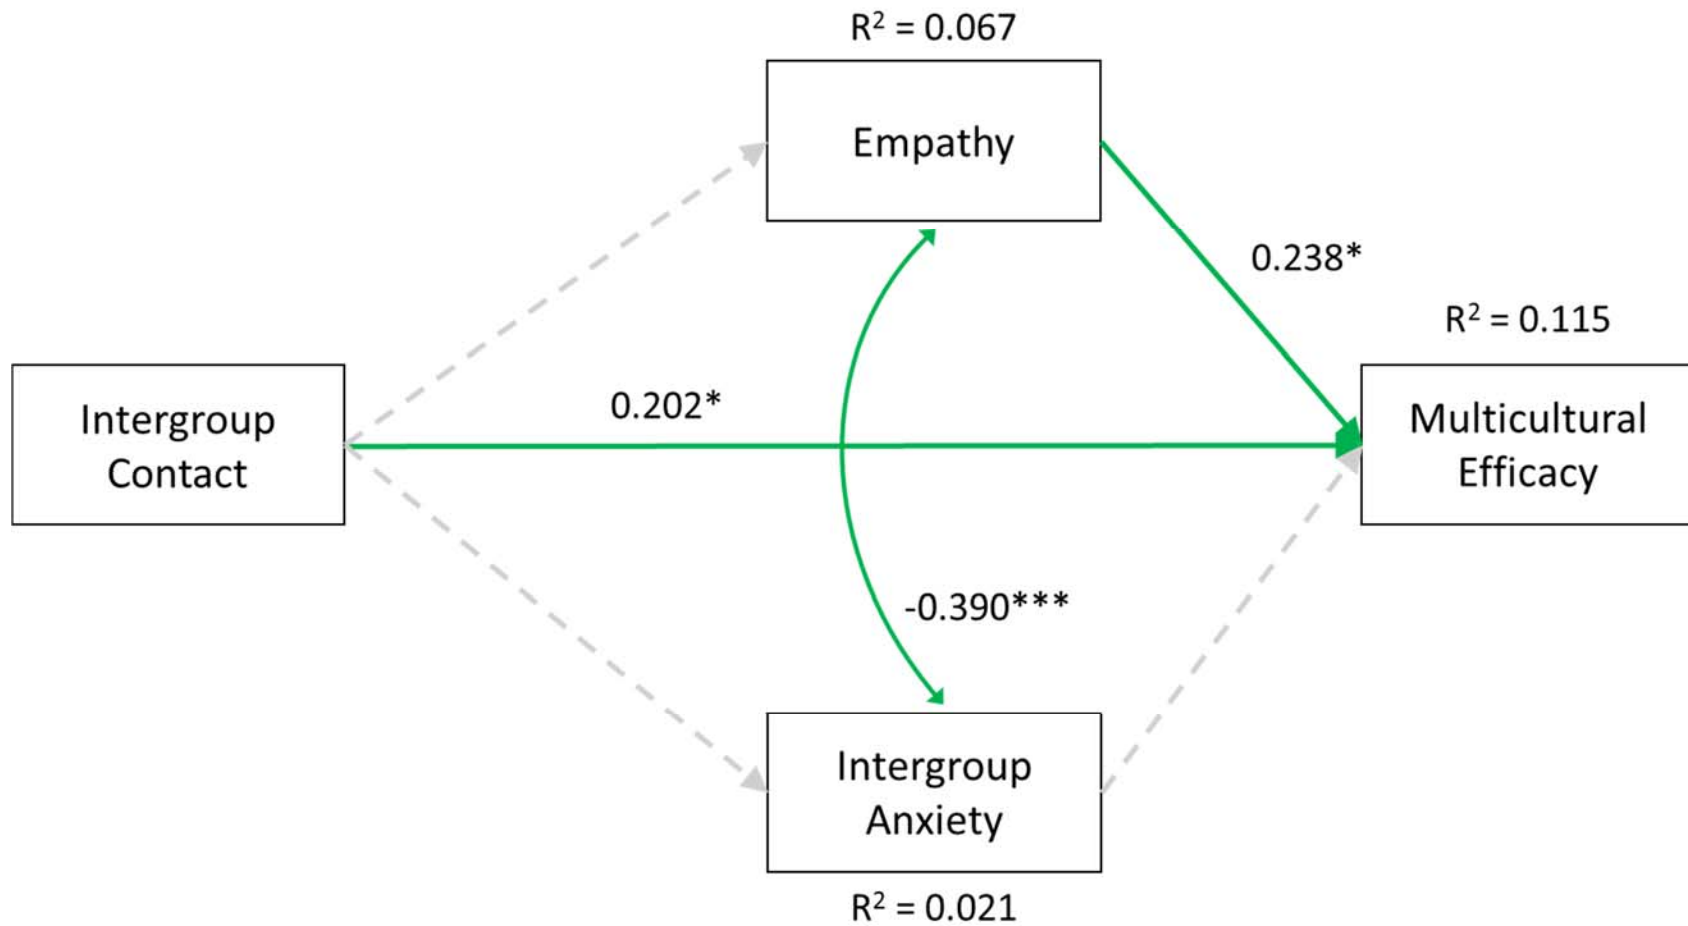 R² = 0.067
Empathy
0.238*
R² = 0.115
0.202*
Intergroup
Contact
Multicultural
Efficacy
-0.390***
Intergroup
Anxiety
R² = 0.021